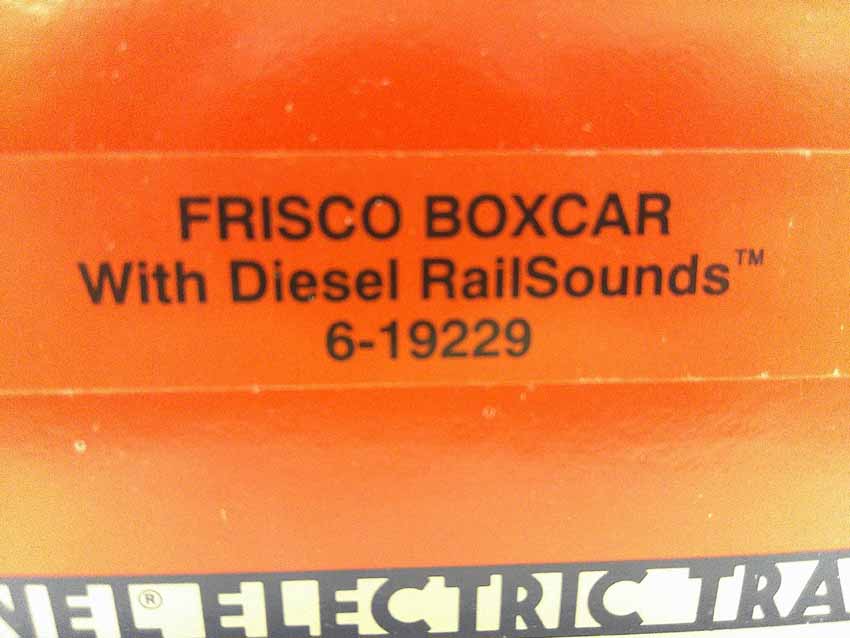 FRISCO BOXCAR
With Diesel RailSounds™
6-19229
NEL® ELECTRIC TRA